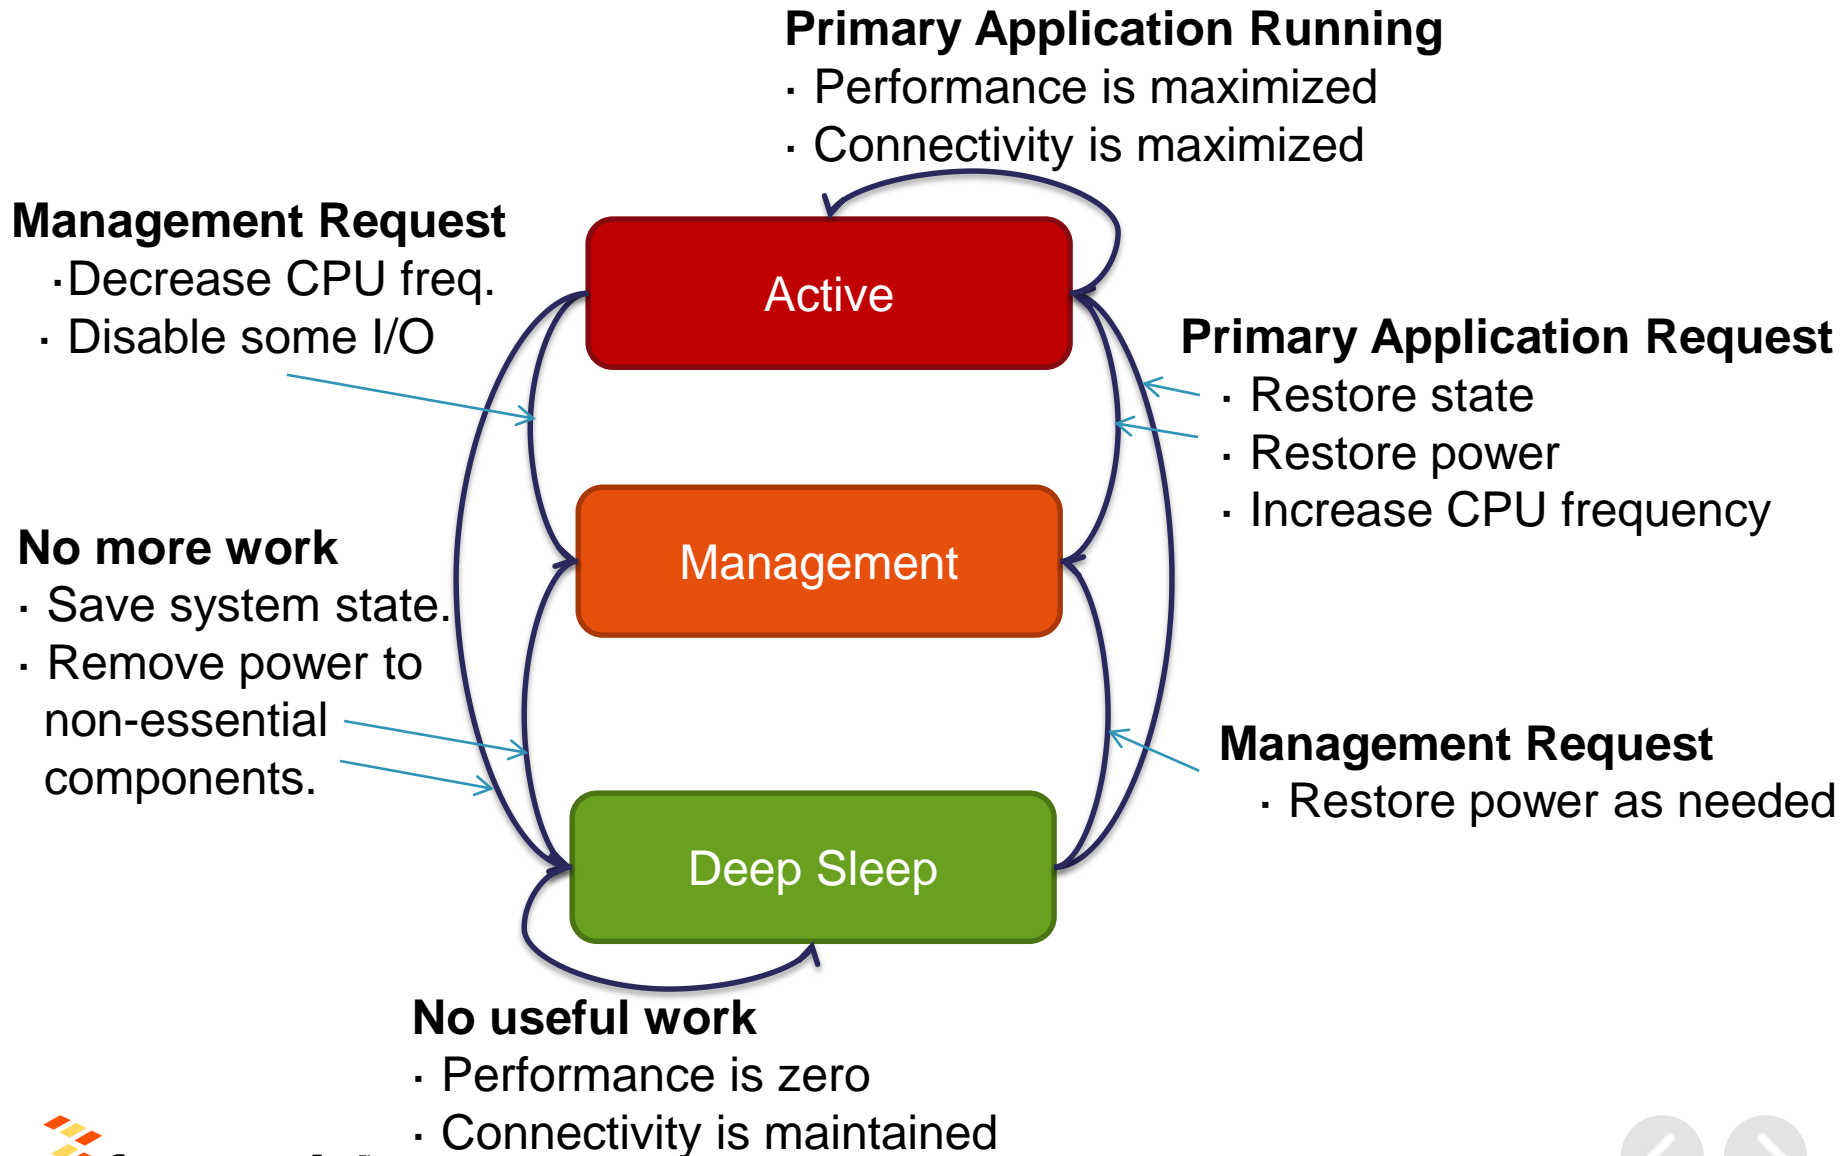 Primary Application Running
· Performance is maximized
· Connectivity is maximized
Management Request
·Decrease CPU freq.
· Disable some I/O
Active
Primary Application Request
· Restore state
· Restore power
· Increase CPU frequency
Management
No more work
· Save system state.
· Remove power to
non-essential
components.
Management Request
· Restore power as needed
Deep Sleep
No useful work
· Performance is zero
· Connectivity is maintained